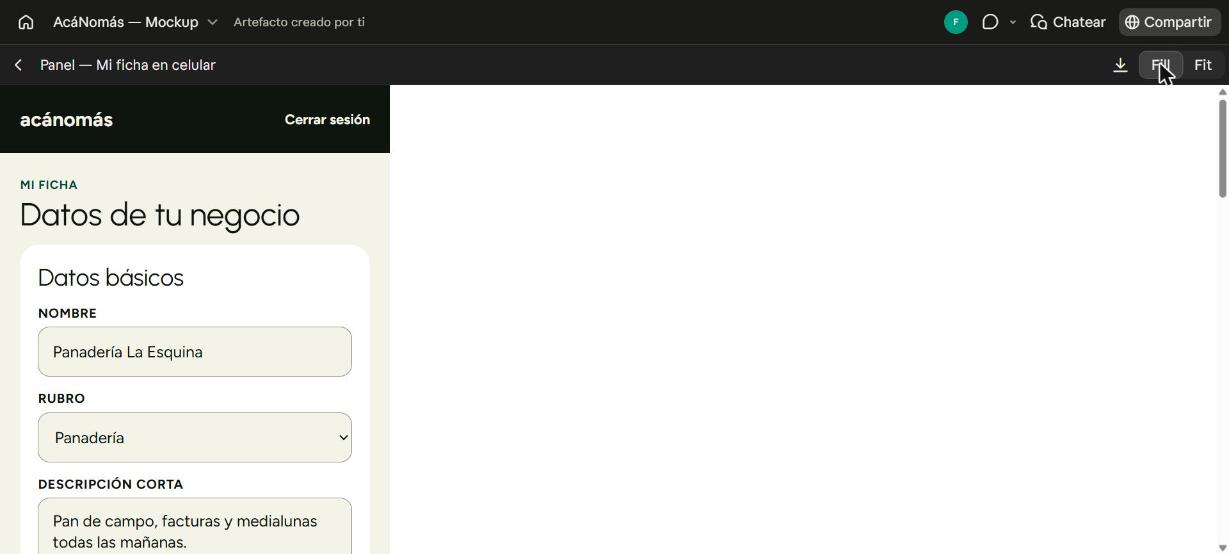 AcáNomás — Mockup
Artefacto creado por ti
F
Chatear
Compartir
Panel — Mi ficha en celular
Fill
Fit
acánomás
Cerrar sesión
MI FICHA
Datos de tu negocio
Datos básicos
NOMBRE
Panadería La Esquina
RUBRO
Panadería
DESCRIPCIÓN CORTA
Pan de campo, facturas y medialunas
todas las mañanas.